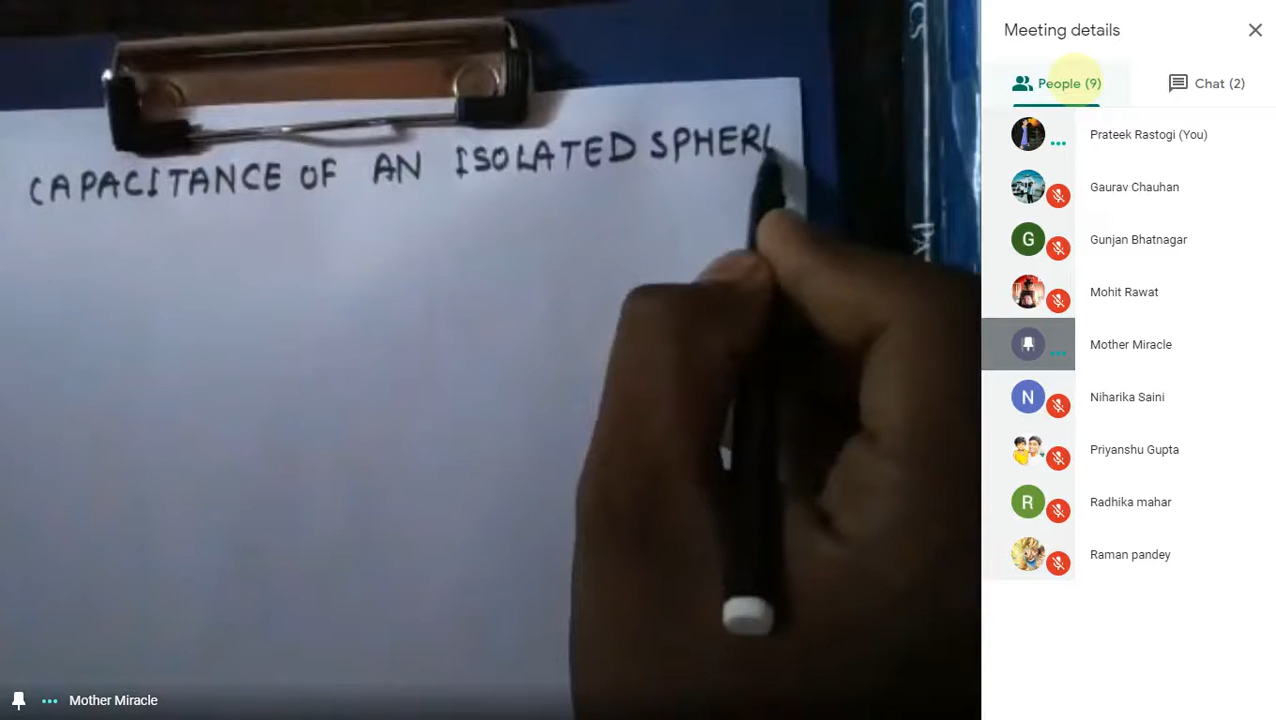 Meeting details
People (9)
Chat (2)
CAPACITANCE OF AN ISOLATED SPHERI
Prateek Rastogi (You)
Gaurav Chauhan
G
Gunjan Bhatnagar
Mohit Rawat
Mother Miracle
N
Niharika Saini
Priyanshu Gupta
R
Radhika mahar
Raman pandey
Mother Miracle